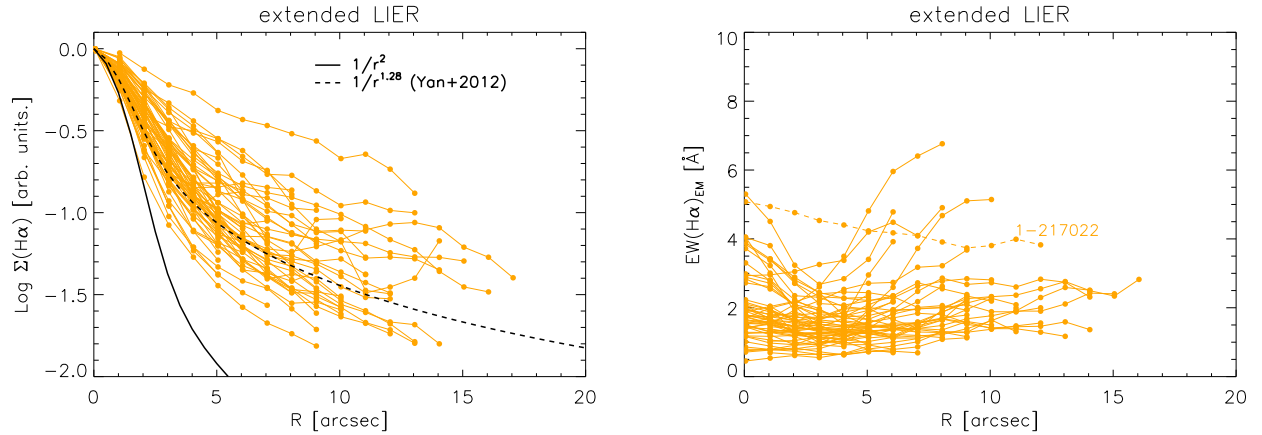 extended LIER
0.0
-0.5
-1.0
-1.5
-2.0
Log Σ(Hα) [arb. units.]
1/r²
1/r^1.28 (Yan+2012)
0 5 10 15 20
R [arcsec]
extended LIER
10
8
6
4
2
0
EW(Hα)EM [Å]
1-217022
0 5 10 15 20
R [arcsec]